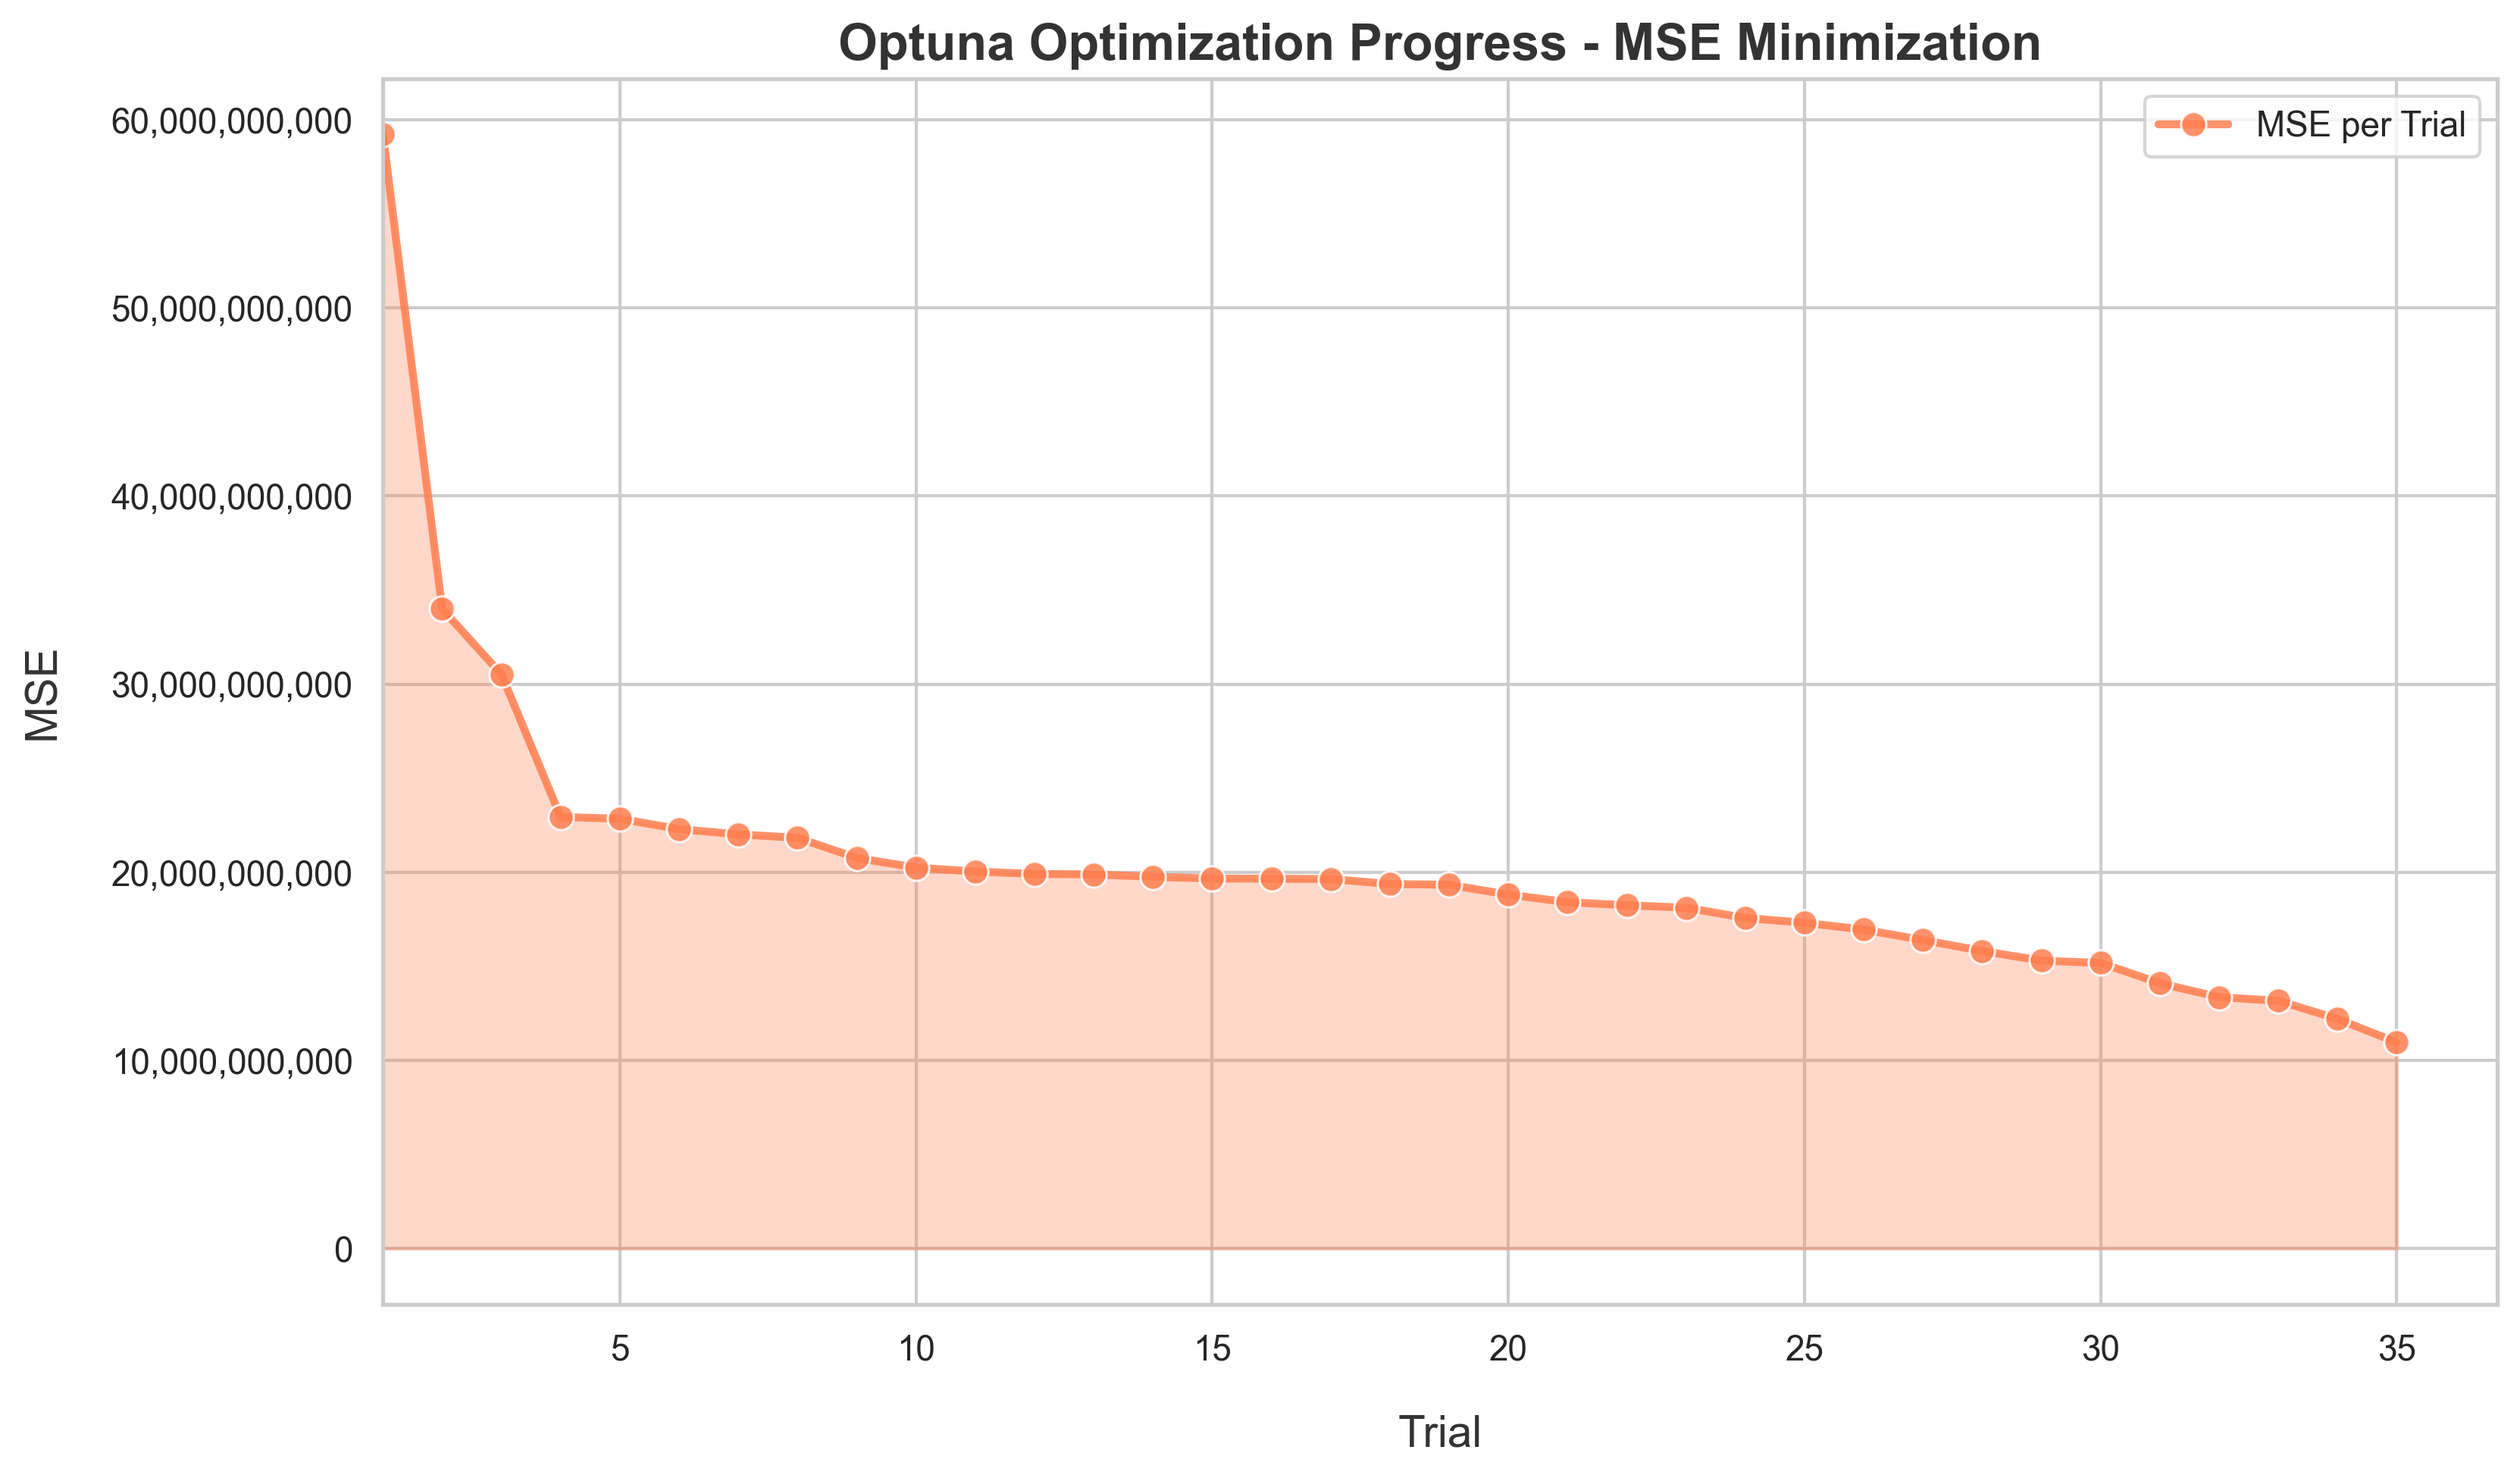 Optuna Optimization Progress - MSE Minimization
MSE per Trial
60,000,000,000
50,000,000,000
40,000,000,000
30,000,000,000
20,000,000,000
10,000,000,000
0
MSE
5 10 15 20 25 30 35
Trial